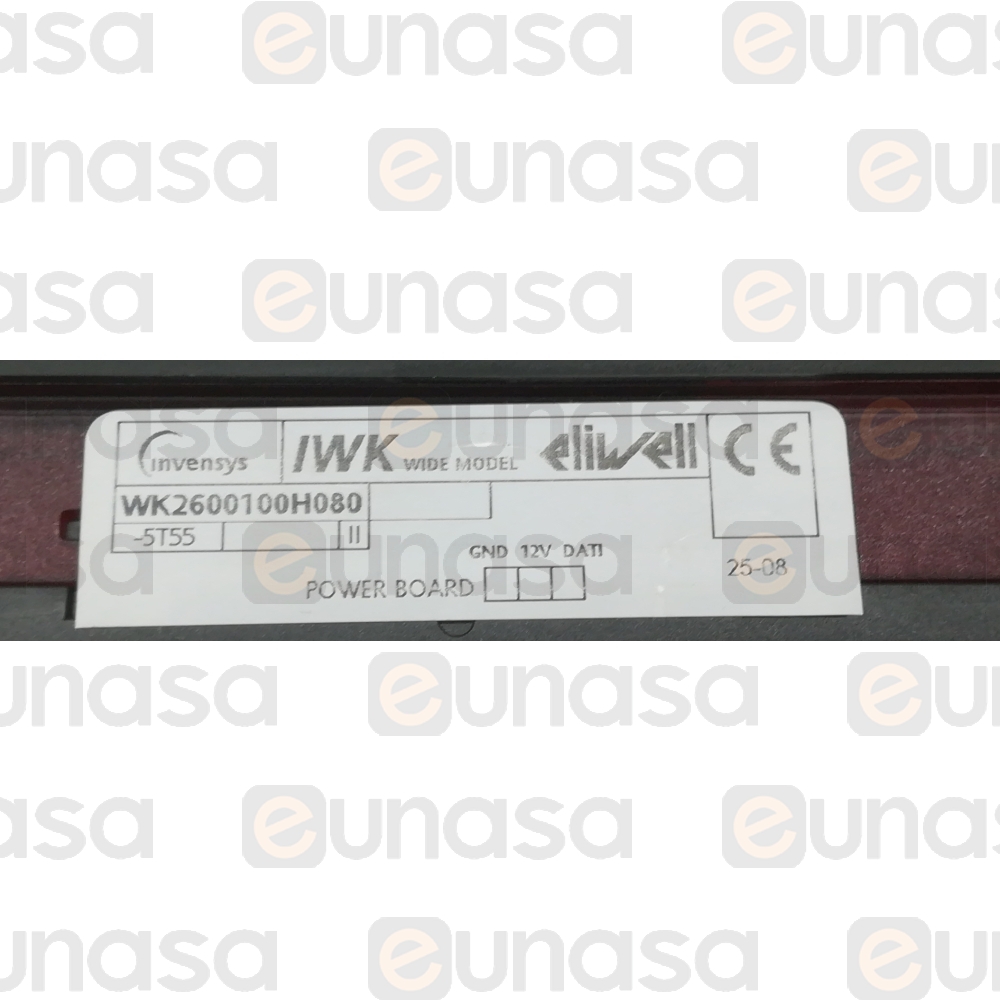 eunasa
invensys IWK WIDE MODEL eliwell CE
WK2600100H080
-5T55 II
GND 12V DATI
POWER BOARD
25-08